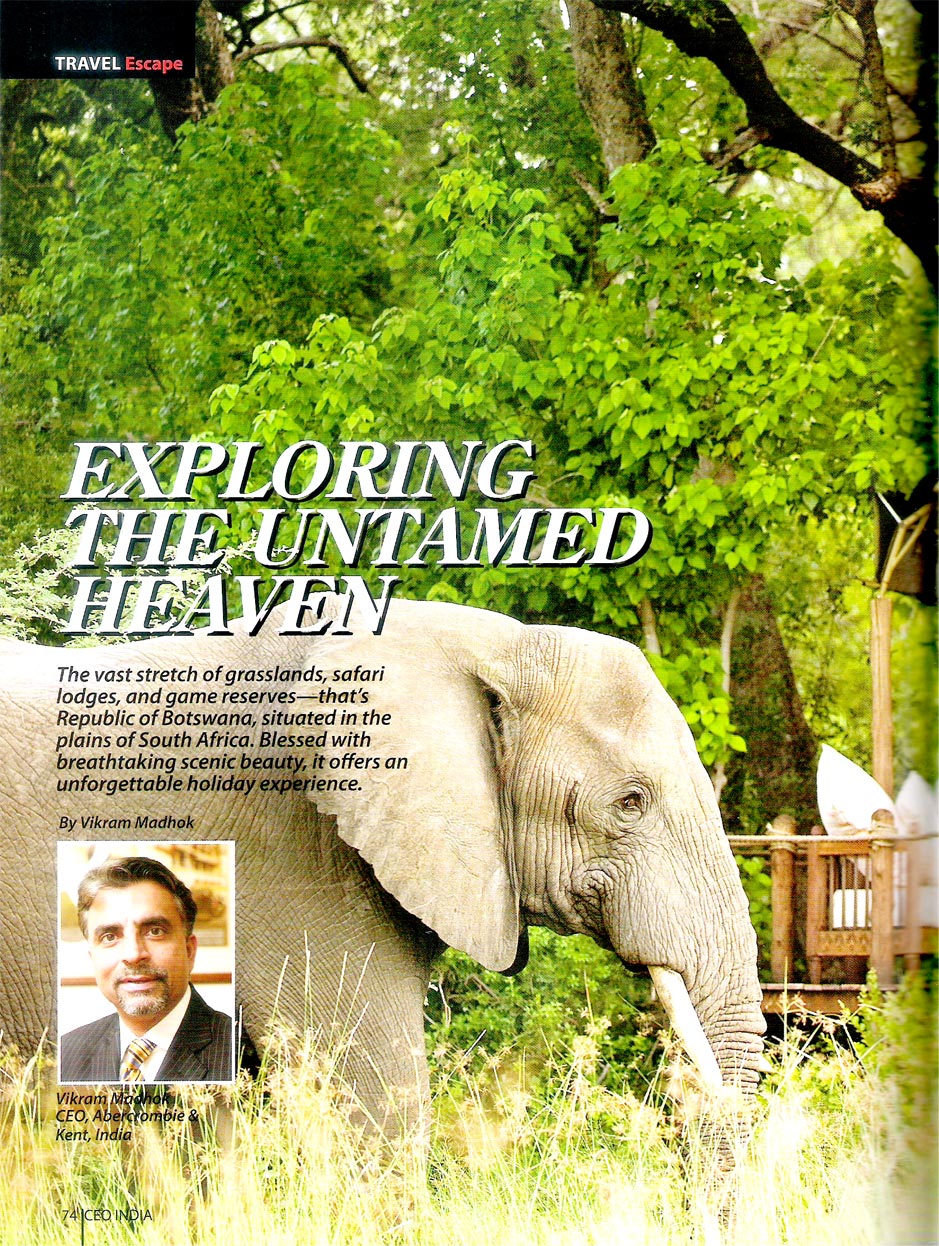 TRAVEL Escape
EXPLORING
THE UNTAMED
HEAVEN
The vast stretch of grasslands, safari
lodges, and game reserves—that's
Republic of Botswana, situated in the
plains of South Africa. Blessed with
breathtaking scenic beauty, it offers an
unforgettable holiday experience.
By Vikram Madhok
Vikram Madhok
CEO, Abercrombie &
Kent, India
74 |CEO INDIA